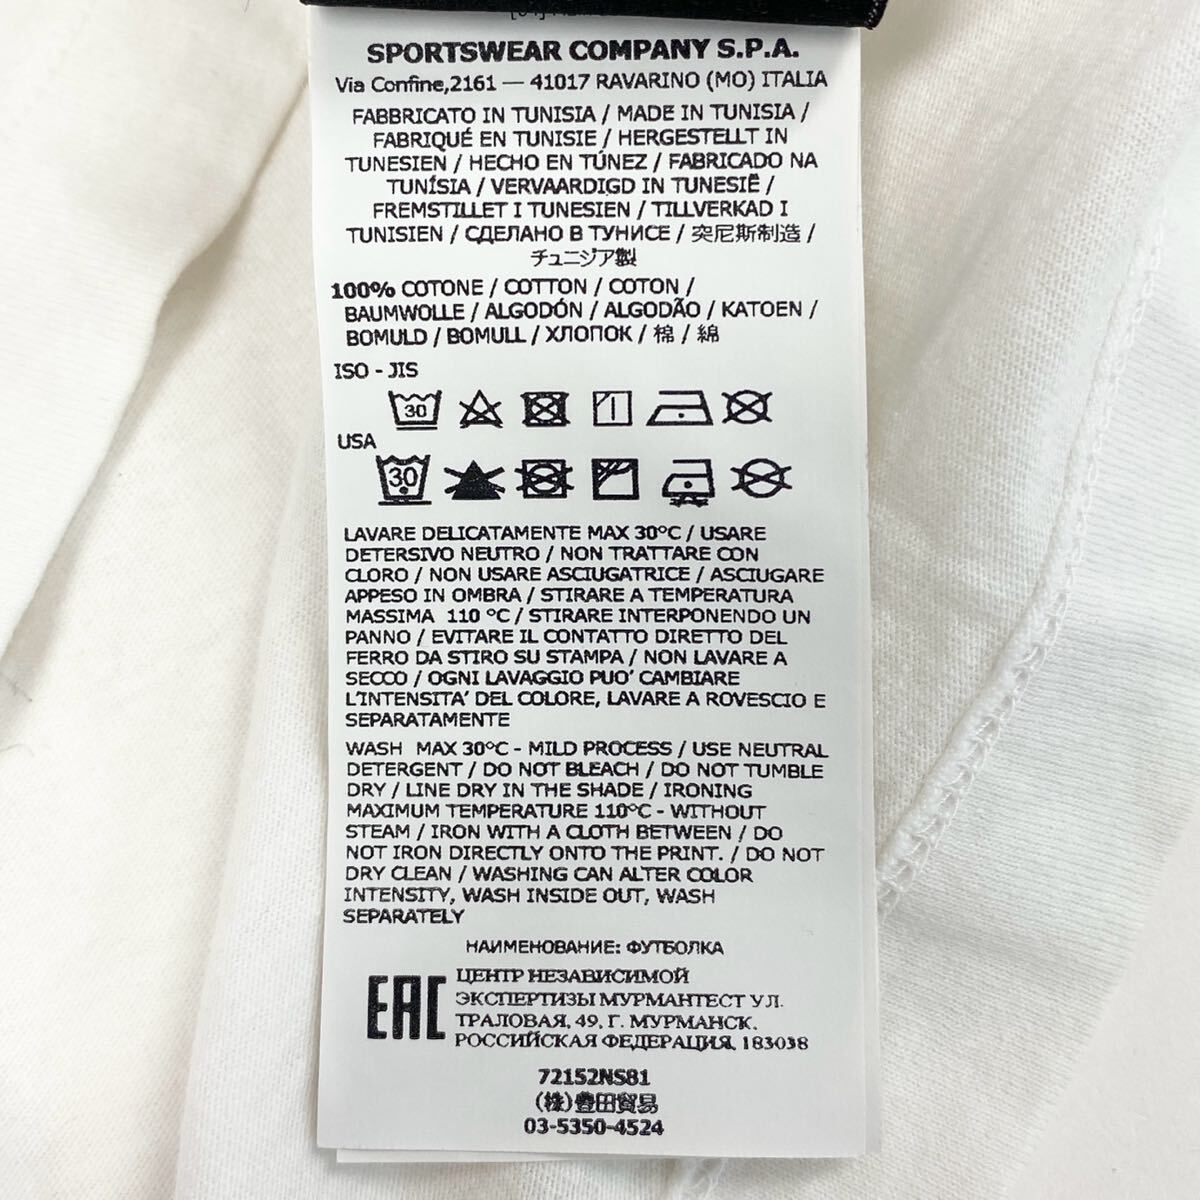 SPORTSWEAR COMPANY S.P.A.
Via Confine,2161 — 41017 RAVARINO (MO) ITALIA
FABBRICATO IN TUNISIA / MADE IN TUNISIA /
FABRIQUÉ EN TUNISIE / HERGESTELLT IN
TUNESIEN / HECHO EN TÚNEZ / FABRICADO NA
TUNÍSIA / VERVAARDIGD IN TUNESIË /
FREMSTILLET I TUNESIEN / TILLVERKAD I
TUNISIEN / СДЕЛАНО В ТУНИСЕ / 突尼斯制造 /
チュニジア製
100% COTONE / COTTON / COTON /
BAUMWOLLE / ALGODÓN / ALGODÃO / KATOEN /
BOMULD / BOMULL / ХЛОПОК / 棉 / 綿
ISO - JIS
30
USA
30
LAVARE DELICATAMENTE MAX 30°C / USARE
DETERSIVO NEUTRO / NON TRATTARE CON
CLORO / NON USARE ASCIUGATRICE / ASCIUGARE
APPESO IN OMBRA / STIRARE A TEMPERATURA
MASSIMA 110 °C / STIRARE INTERPONENDO UN
PANNO / EVITARE IL CONTATTO DIRETTO DEL
FERRO DA STIRO SU STAMPA / NON LAVARE A
SECCO / OGNI LAVAGGIO PUO' CAMBIARE
L'INTENSITA' DEL COLORE, LAVARE A ROVESCIO E
SEPARATAMENTE
WASH MAX 30°C - MILD PROCESS / USE NEUTRAL
DETERGENT / DO NOT BLEACH / DO NOT TUMBLE
DRY / LINE DRY IN THE SHADE / IRONING
MAXIMUM TEMPERATURE 110°C - WITHOUT
STEAM / IRON WITH A CLOTH BETWEEN / DO
NOT IRON DIRECTLY ONTO THE PRINT. / DO NOT
DRY CLEAN / WASHING CAN ALTER COLOR
INTENSITY, WASH INSIDE OUT, WASH
SEPARATELY
НАИМЕНОВАНИЕ: ФУТБОЛКА
EAC
ЦЕНТР НЕЗАВИСИМОЙ
ЭКСПЕРТИЗЫ МУРМАНТЕСТ УЛ.
ТРАЛОВАЯ, 49, Г. МУРМАНСК.
РОССИЙСКАЯ ФЕДЕРАЦИЯ, 183038
72152NS81
(株)豊田貿易
03-5350-4524